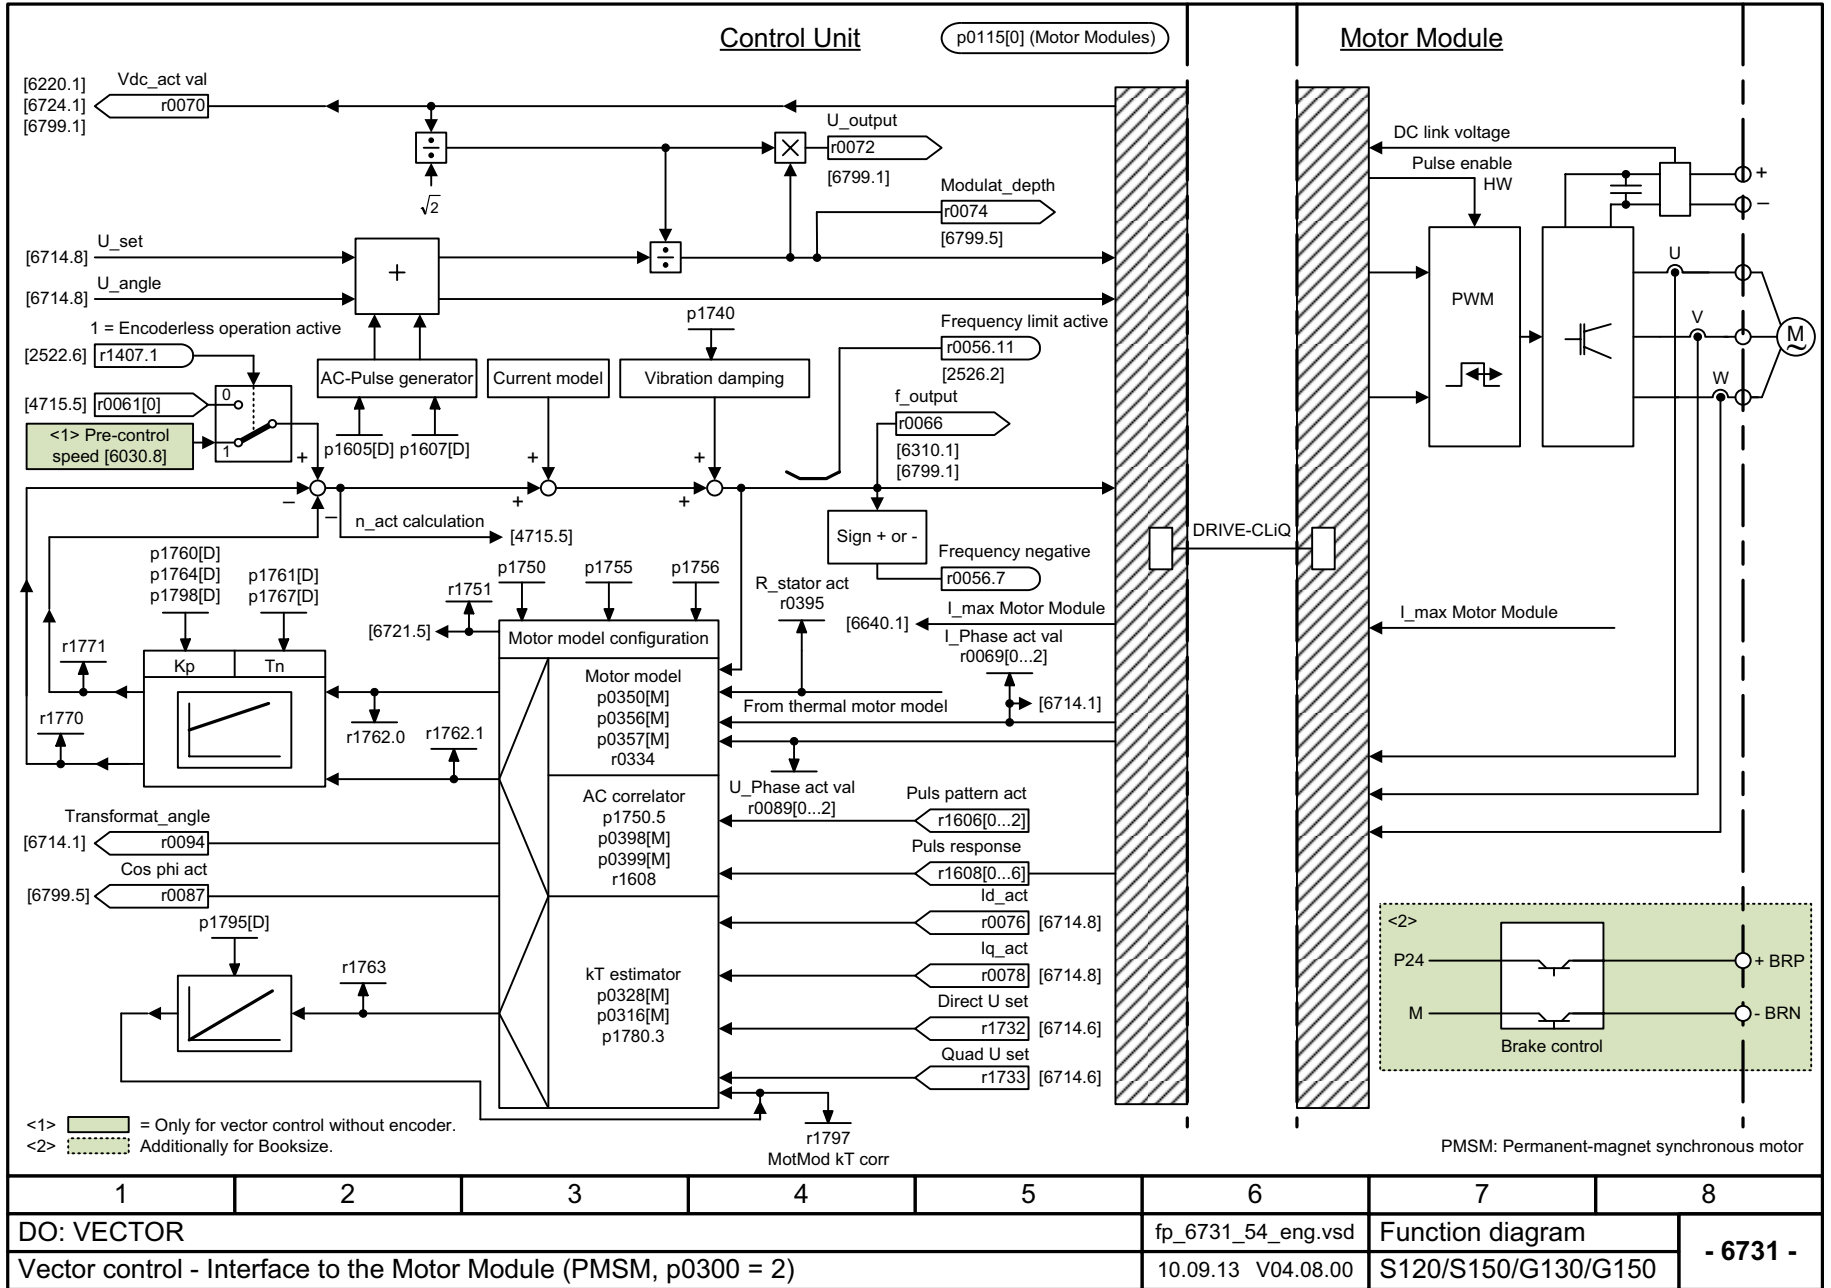 Control Unit
p0115[0] (Motor Modules)
Motor Module
[6220.1]
[6724.1]
[6799.1]
Vdc_act val
r0070
÷
√2
×
U_output
r0072
[6799.1]
Modulat_depth
r0074
[6799.5]
÷
DC link voltage
Pulse enable
HW
+
−
[6714.8]
U_set
[6714.8]
U_angle
+
PWM
U
V
W
M
~
1 = Encoderless operation active
[2522.6]
r1407.1
[4715.5]
r0061[0]
0
1
<1> Pre-control
speed [6030.8]
AC-Pulse generator
p1605[D]
p1607[D]
Current model
p1740
Vibration damping
Frequency limit active
r0056.11
[2526.2]
f_output
r0066
[6310.1]
[6799.1]
+
−
−
+
+
+
+
n_act calculation
[4715.5]
Sign + or -
Frequency negative
r0056.7
DRIVE-CLiQ
p1760[D]
p1764[D]
p1798[D]
p1761[D]
p1767[D]
Kp
Tn
r1771
r1770
r1762.0
r1762.1
r1751
[6721.5]
p1750
p1755
p1756
Motor model configuration
Motor model
p0350[M]
p0356[M]
p0357[M]
r0334
AC correlator
p1750.5
p0398[M]
p0399[M]
r1608
kT estimator
p0328[M]
p0316[M]
p1780.3
R_stator act
r0395
[6640.1]
I_max Motor Module
I_Phase act val
r0069[0...2]
[6714.1]
From thermal motor model
U_Phase act val
r0089[0...2]
I_max Motor Module
Puls pattern act
r1606[0...2]
Puls response
r1608[0...6]
Id_act
r0076
[6714.8]
Iq_act
r0078
[6714.8]
Direct U set
r1732
[6714.6]
Quad U set
r1733
[6714.6]
Transformat_angle
[6714.1]
r0094
Cos phi act
[6799.5]
r0087
p1795[D]
r1763
r1797
MotMod kT corr
<2>
P24
+ BRP
M
- BRN
Brake control
<1> = Only for vector control without encoder.
<2> Additionally for Booksize.
PMSM: Permanent-magnet synchronous motor
1 2 3 4 5 6 7 8
DO: VECTOR
fp_6731_54_eng.vsd
Function diagram
- 6731 -
Vector control - Interface to the Motor Module (PMSM, p0300 = 2)
10.09.13 V04.08.00
S120/S150/G130/G150